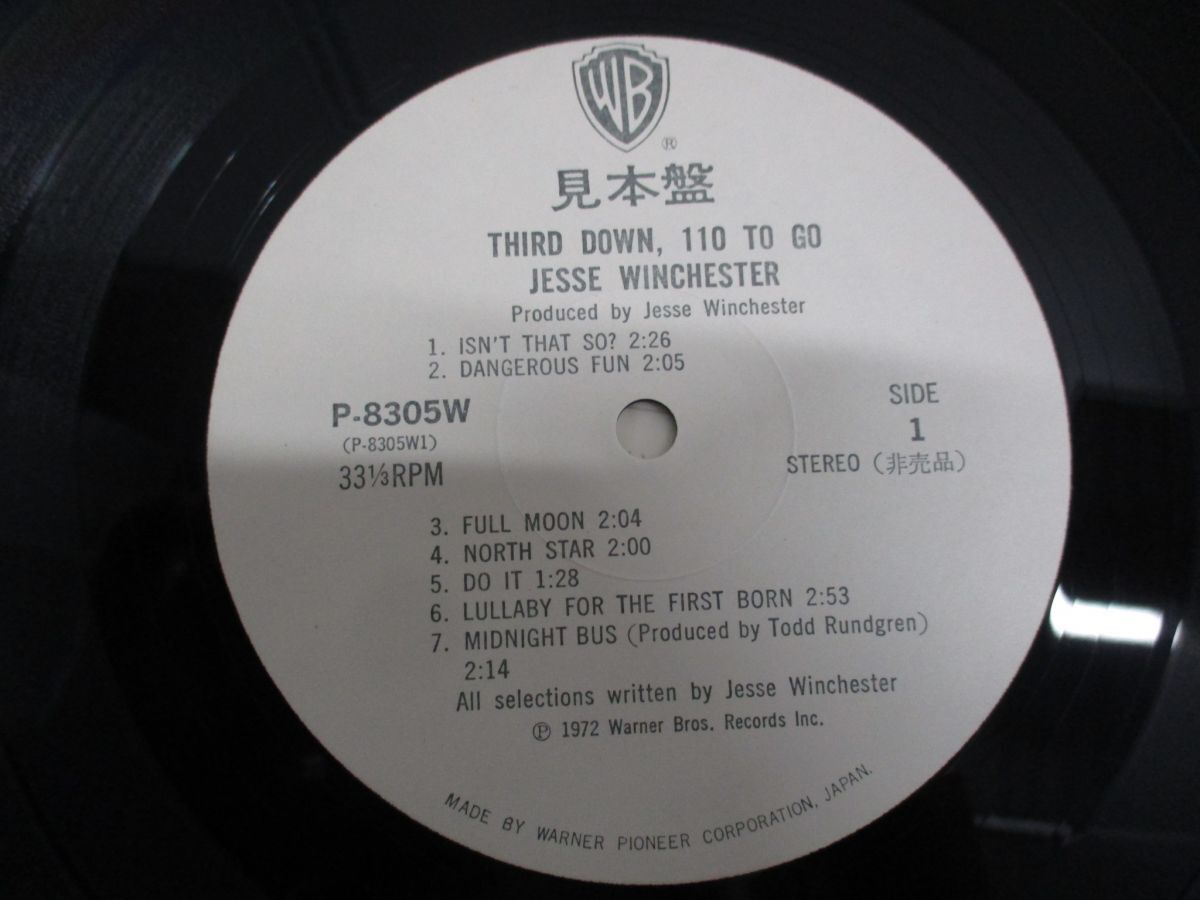 WB
®
見本盤
THIRD DOWN, 110 TO GO
JESSE WINCHESTER
Produced by Jesse Winchester
1. ISN'T THAT SO? 2:26
2. DANGEROUS FUN 2:05
P-8305W
(P-8305W1)
33⅓RPM
SIDE
1
STEREO (非売品)
3. FULL MOON 2:04
4. NORTH STAR 2:00
5. DO IT 1:28
6. LULLABY FOR THE FIRST BORN 2:53
7. MIDNIGHT BUS (Produced by Todd Rundgren)
2:14
All selections written by Jesse Winchester
℗ 1972 Warner Bros. Records Inc.
MADE BY WARNER PIONEER CORPORATION, JAPAN.